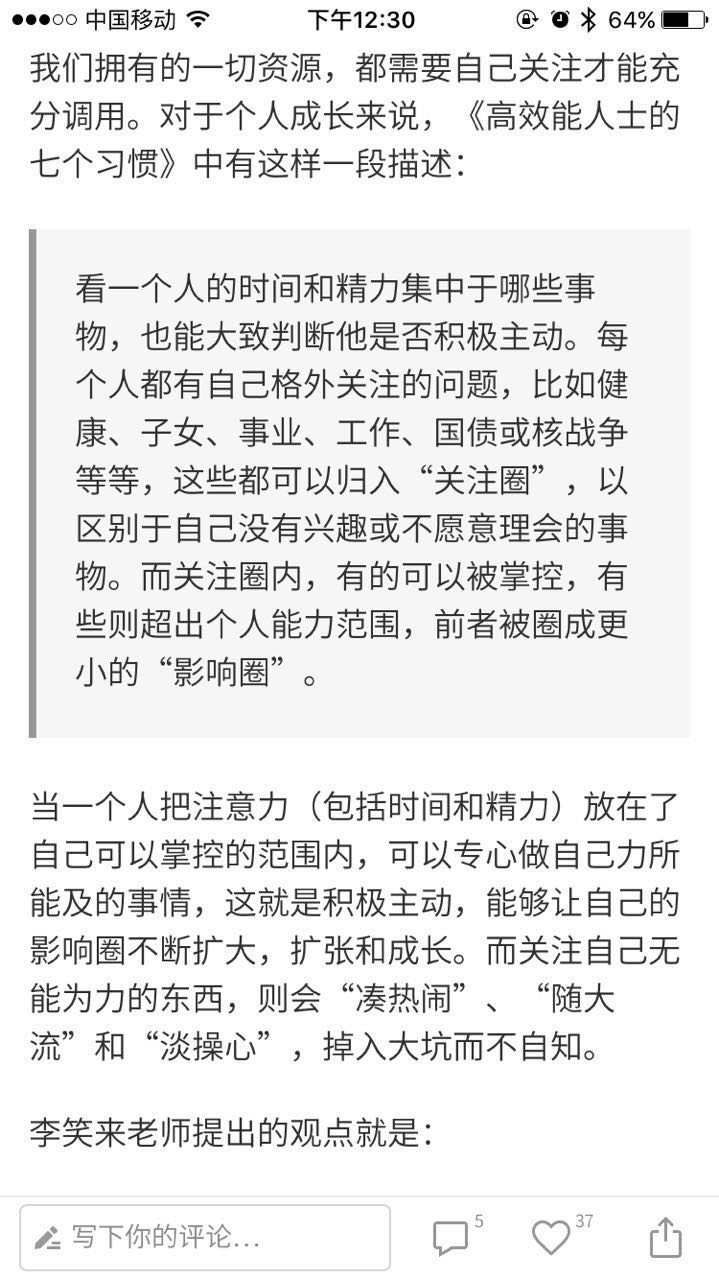 中国移动 下午12:30 64%
我们拥有的一切资源，都需要自己关注才能充
分调用。对于个人成长来说，《高效能人士的
七个习惯》中有这样一段描述：
看一个人的时间和精力集中于哪些事
物，也能大致判断他是否积极主动。每
个人都有自己格外关注的问题，比如健
康、子女、事业、工作、国债或核战争
等等，这些都可以归入“关注圈”，以
区别于自己没有兴趣或不愿意理会的事
物。而关注圈内，有的可以被掌控，有
些则超出个人能力范围，前者被圈成更
小的“影响圈”。
当一个人把注意力（包括时间和精力）放在了
自己可以掌控的范围内，可以专心做自己力所
能及的事情，这就是积极主动，能够让自己的
影响圈不断扩大，扩张和成长。而关注自己无
能为力的东西，则会“凑热闹”、“随大
流”和“淡操心”，掉入大坑而不自知。
李笑来老师提出的观点就是：
写下你的评论... 5 37